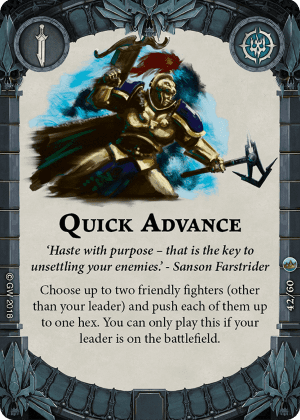 QUICK ADVANCE
'Haste with purpose – that is the key to
unsettling your enemies.' - Sanson Farstrider
Choose up to two friendly fighters (other
than your leader) and push each of them up
to one hex. You can only play this if your
leader is on the battlefield.
© GW 2018
42/60